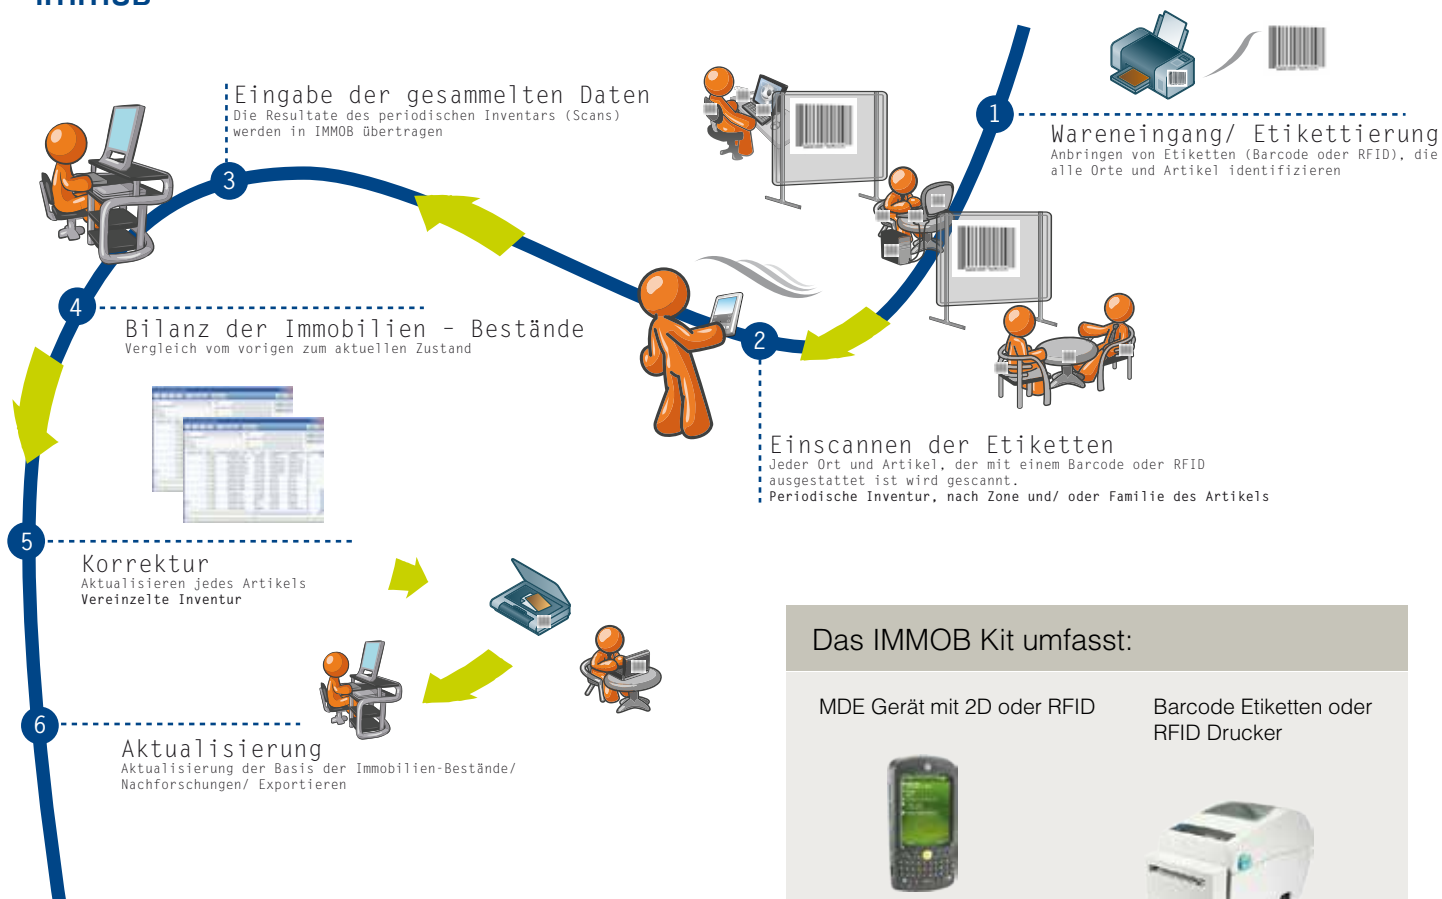 IMMOB
1
Wareneingang/ Etikettierung
Anbringen von Etiketten (Barcode oder RFID), die
alle Orte und Artikel identifizieren
2
Einscannen der Etiketten
Jeder Ort und Artikel, der mit einem Barcode oder RFID
ausgestattet ist wird gescannt.
Periodische Inventur, nach Zone und/ oder Familie des Artikels
3
Eingabe der gesammelten Daten
Die Resultate des periodischen Inventars (Scans)
werden in IMMOB übertragen
4
Bilanz der Immobilien – Bestände
Vergleich vom vorigen zum aktuellen Zustand
5
Korrektur
Aktualisieren jedes Artikels
Vereinzelte Inventur
6
Aktualisierung
Aktualisierung der Basis der Immobilien-Bestände/
Nachforschungen/ Exportieren
Das IMMOB Kit umfasst:
MDE Gerät mit 2D oder RFID
Barcode Etiketten oder
RFID Drucker